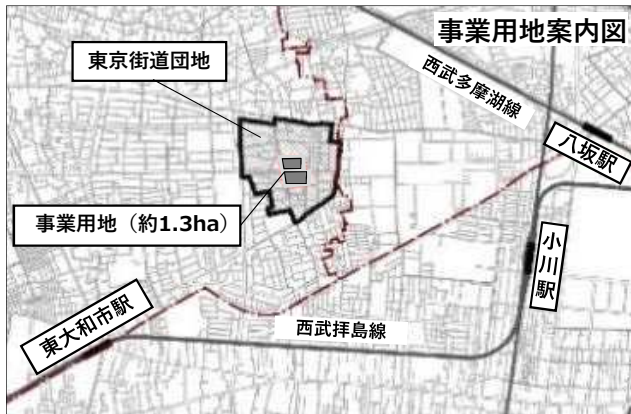 事業用地案内図
東京街道団地
西武多摩湖線
八坂駅
事業用地（約1.3ha）
小川駅
東大和市駅
西武拝島線